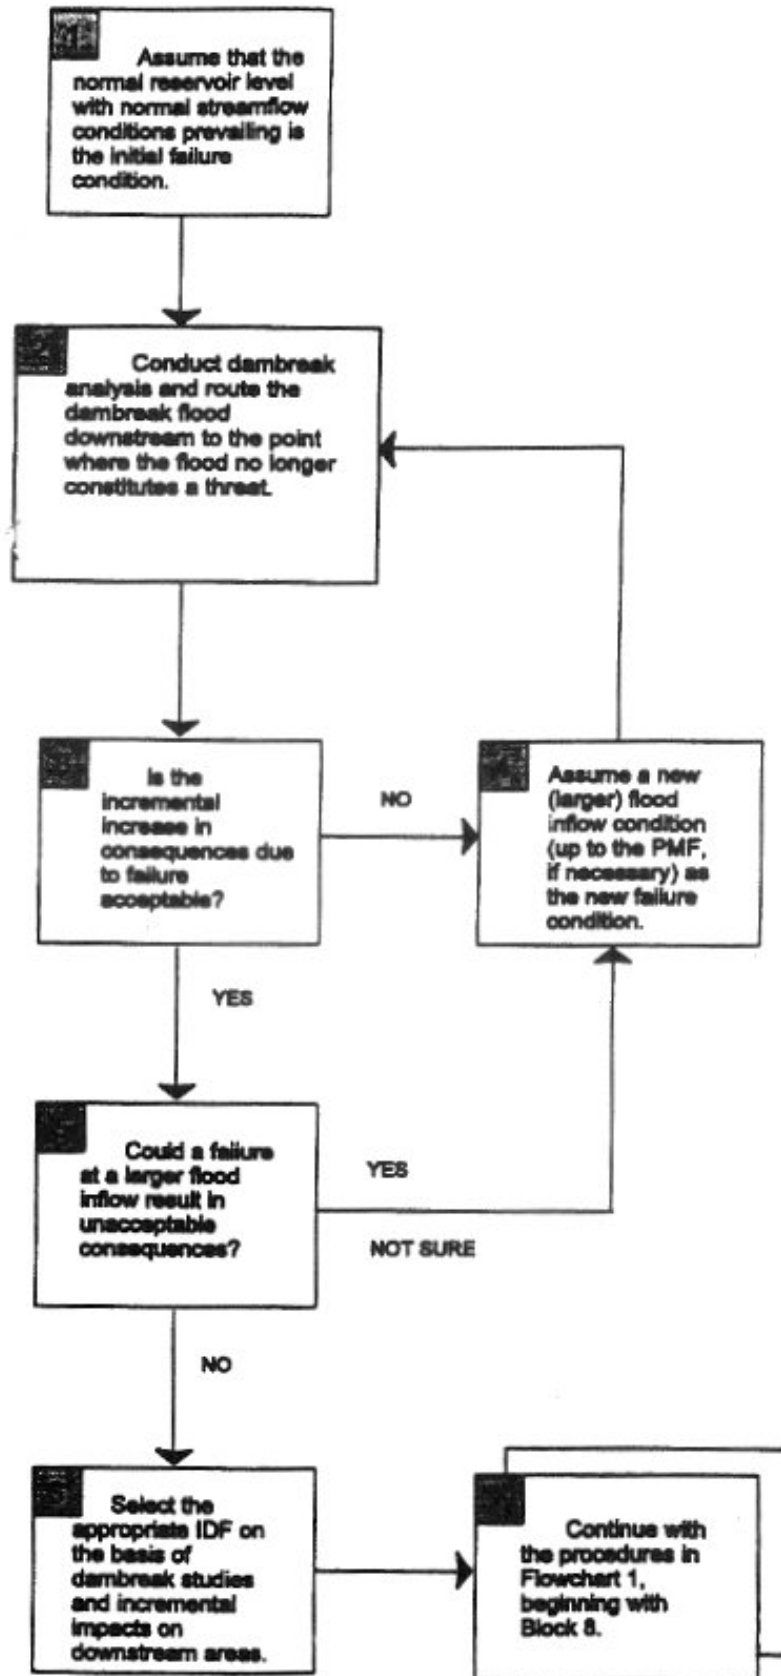 1
Assume that the
normal reservoir level
with normal streamflow
conditions prevailing is
the initial failure
condition.
Conduct dambreak
analysis and route the
dambreak flood
downstream to the point
where the flood no longer
constitutes a threat.
Is the
incremental
increase in
consequences due
to failure
acceptable?
NO
Assume a new
(larger) flood
inflow condition
(up to the PMF,
if necessary) as
the new failure
condition.
YES
Could a failure
at a larger flood
inflow result in
unacceptable
consequences?
YES
NOT SURE
NO
Select the
appropriate IDF on
the basis of
dambreak studies
and incremental
impacts on
downstream areas.
Continue with
the procedures in
Flowchart 1,
beginning with
Block 8.